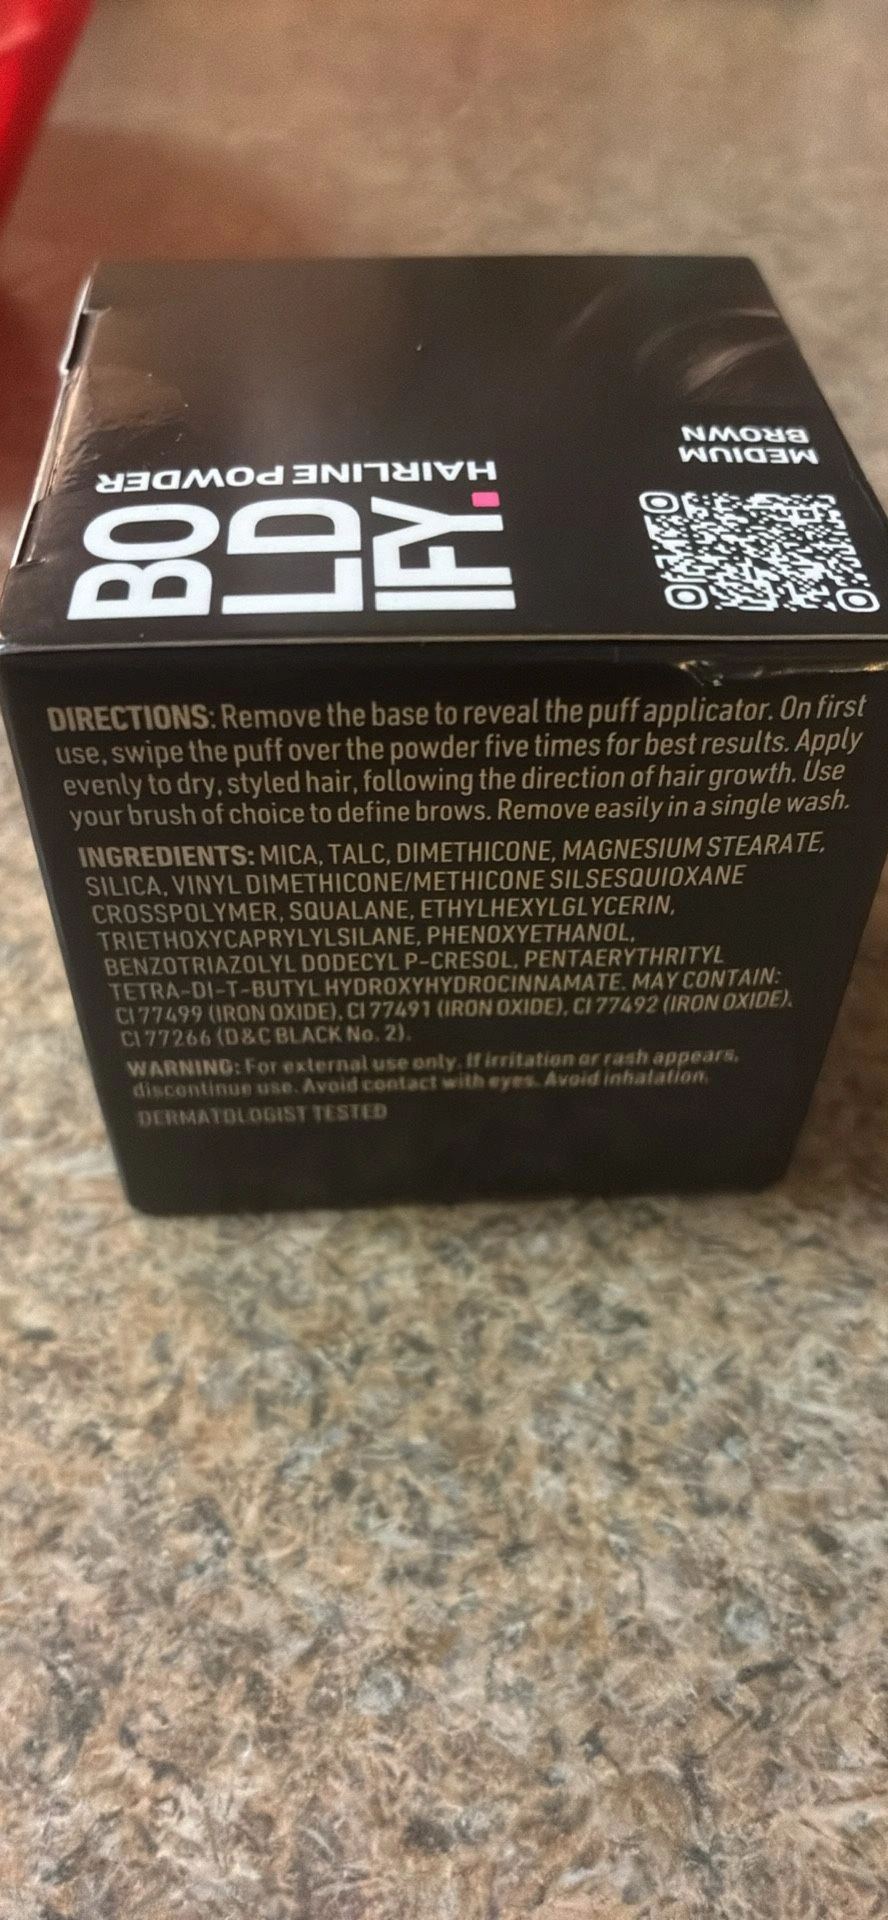 HAIRLINE POWDER
BO
LD
IFY.
MEDIUM
BROWN
DIRECTIONS: Remove the base to reveal the puff applicator. On first
use, swipe the puff over the powder five times for best results. Apply
evenly to dry, styled hair, following the direction of hair growth. Use
your brush of choice to define brows. Remove easily in a single wash.
INGREDIENTS: MICA, TALC, DIMETHICONE, MAGNESIUM STEARATE,
SILICA, VINYL DIMETHICONE/METHICONE SILSESQUIOXANE
CROSSPOLYMER, SQUALANE, ETHYLHEXYLGLYCERIN,
TRIETHOXYCAPRYLYLSILANE, PHENOXYETHANOL,
BENZOTRIAZOLYL DODECYL P-CRESOL, PENTAERYTHRITYL
TETRA-DI-T-BUTYL HYDROXYHYDROCINNAMATE. MAY CONTAIN:
CI 77499 (IRON OXIDE), CI 77491 (IRON OXIDE), CI 77492 (IRON OXIDE),
CI 77266 (D&C BLACK No. 2).
WARNING: For external use only. If irritation or rash appears,
discontinue use. Avoid contact with eyes. Avoid inhalation.
DERMATOLOGIST TESTED